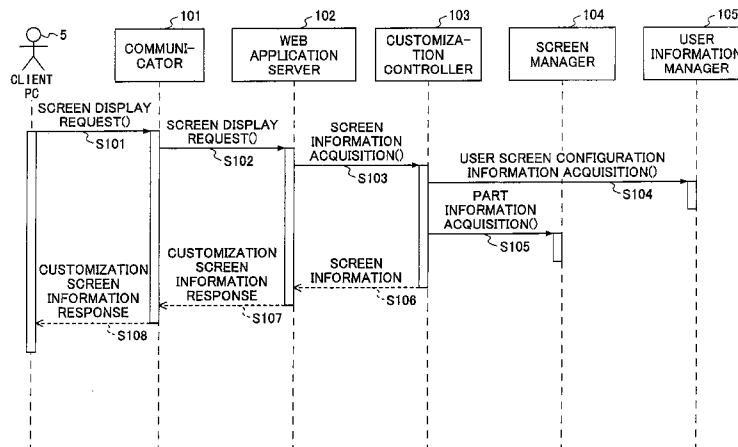 101
102
103
104
105
5
CLIENT
PC
COMMUNI-
CATOR
WEB
APPLICATION
SERVER
CUSTOMIZA-
TION
CONTROLLER
SCREEN
MANAGER
USER
INFORMATION
MANAGER
SCREEN DISPLAY
REQUEST()
S101
SCREEN DISPLAY
REQUEST()
S102
SCREEN
INFORMATION
ACQUISITION()
S103
USER SCREEN CONFIGURATION
INFORMATION ACQUISITION()
S104
PART
INFORMATION
ACQUISITION()
S105
SCREEN
INFORMATION
S106
CUSTOMIZATION
SCREEN
INFORMATION
RESPONSE
S107
CUSTOMIZATION
SCREEN
INFORMATION
RESPONSE
S108